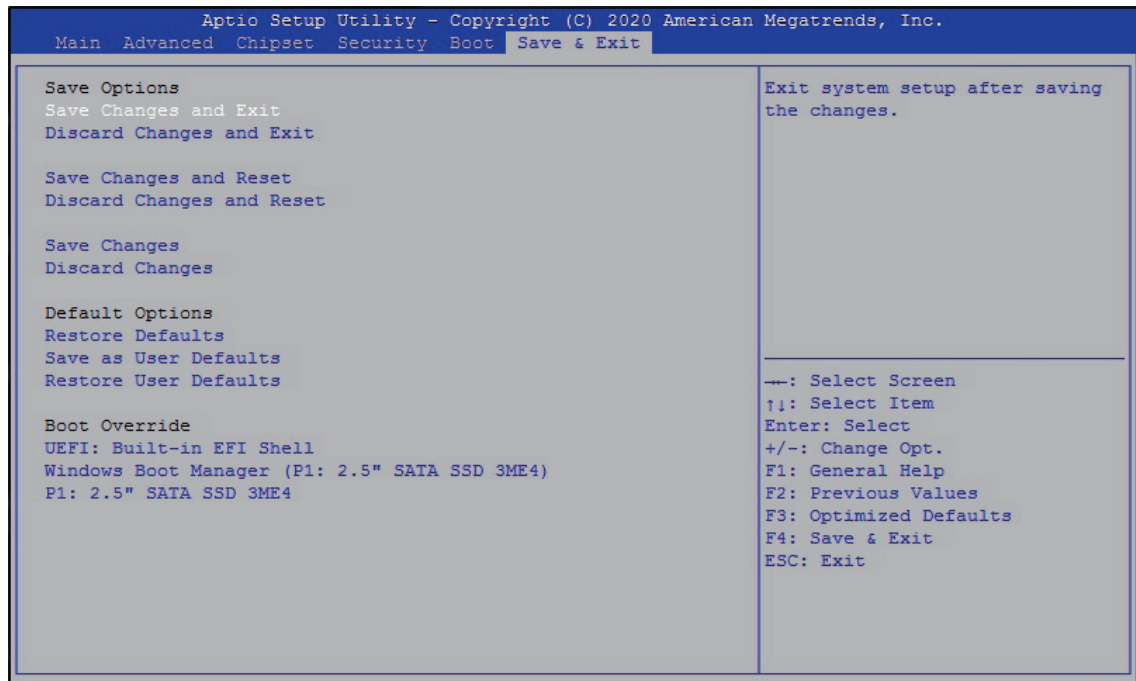 Aptio Setup Utility - Copyright (C) 2020 American Megatrends, Inc.
Main Advanced Chipset Security Boot Save & Exit
Save Options
Save Changes and Exit
Discard Changes and Exit
Save Changes and Reset
Discard Changes and Reset
Save Changes
Discard Changes
Default Options
Restore Defaults
Save as User Defaults
Restore User Defaults
Boot Override
UEFI: Built-in EFI Shell
Windows Boot Manager (P1: 2.5" SATA SSD 3ME4)
P1: 2.5" SATA SSD 3ME4
Exit system setup after saving
the changes.
→←: Select Screen
↑↓: Select Item
Enter: Select
+/-: Change Opt.
F1: General Help
F2: Previous Values
F3: Optimized Defaults
F4: Save & Exit
ESC: Exit